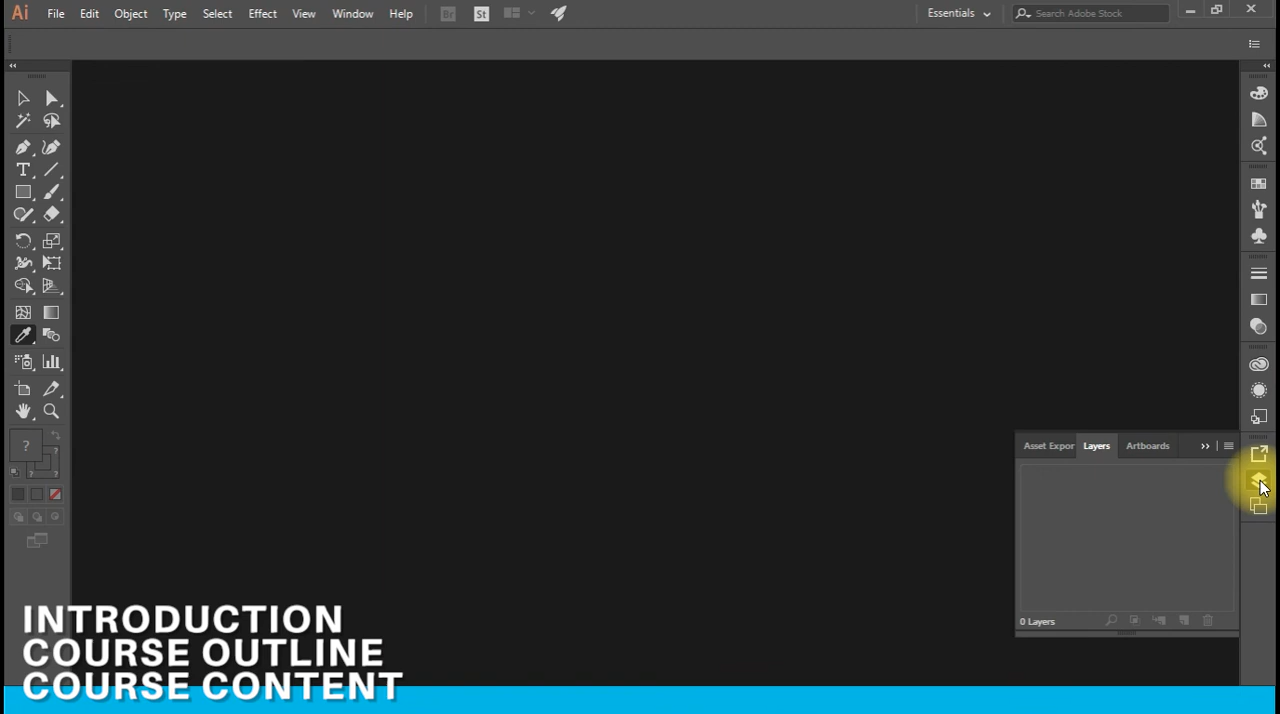 Ai File Edit Object Type Select Effect View Window Help Br St Essentials Search Adobe Stock
T
Asset Expor Layers Artboards
?
?
? ?
0 Layers
INTRODUCTION
COURSE OUTLINE
COURSE CONTENT